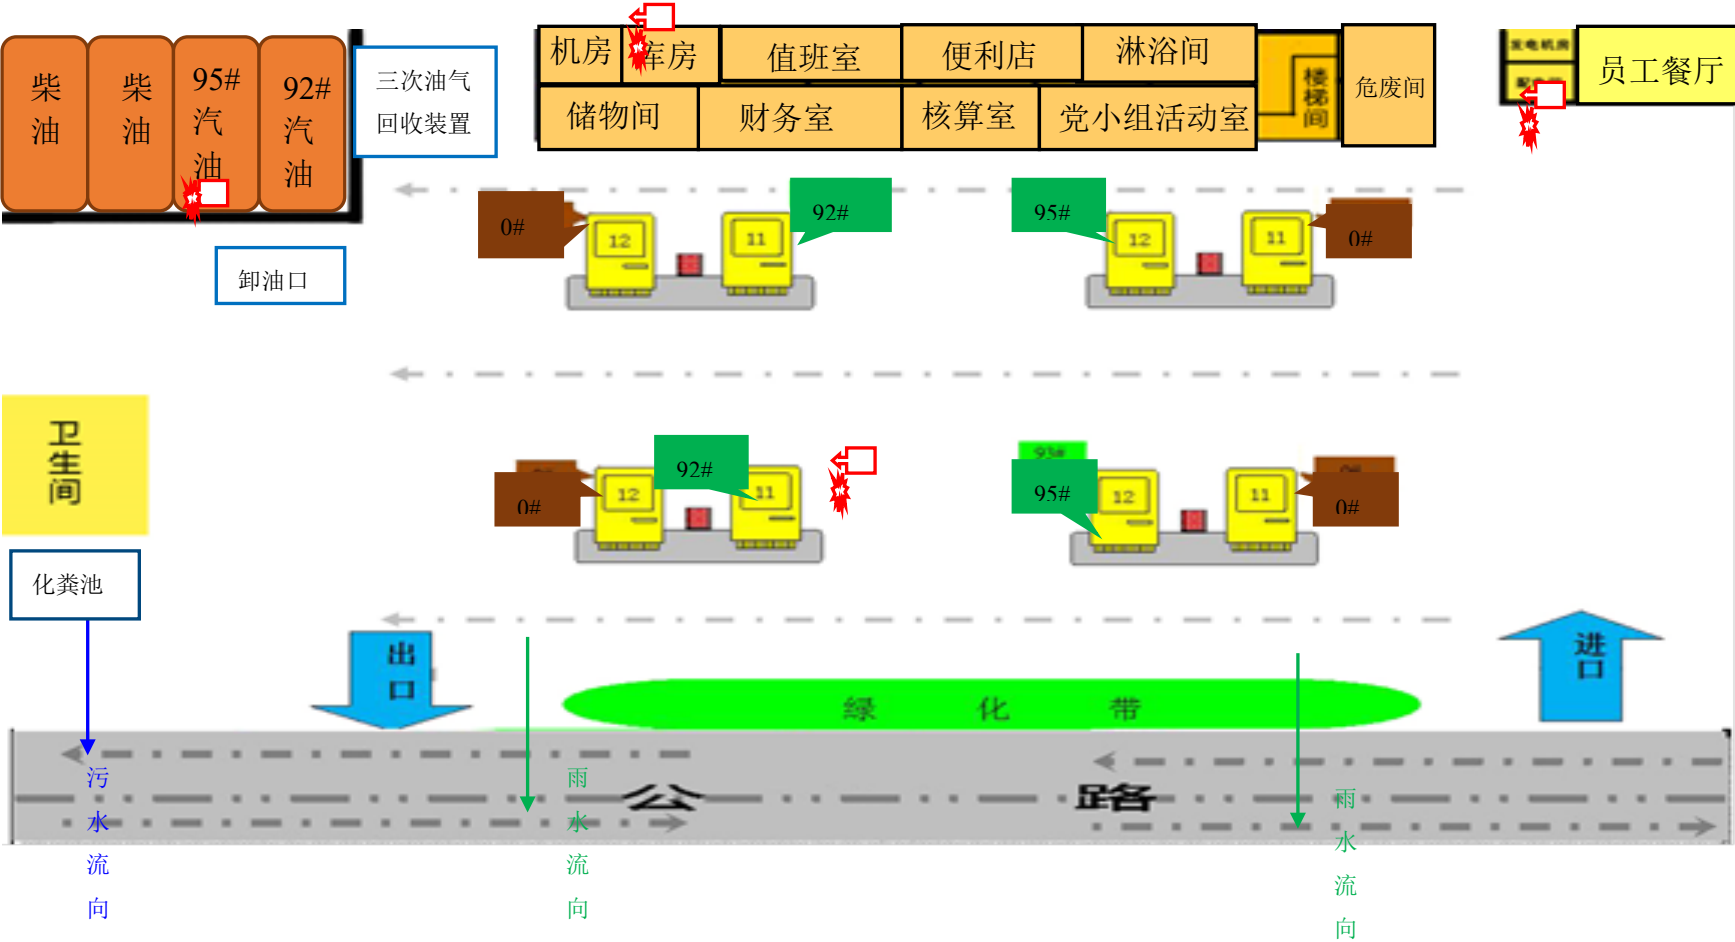 柴油
柴油
95#汽油
92#汽油
三次油气
回收装置
机房
库房
值班室
便利店
淋浴间
储物间
财务室
核算室
党小组活动室
楼梯间
危废间
发电机房
员工餐厅
卸油口
0#
12
11
92#
95#
12
11
0#
卫生间
0#
12
92#
11
93#
95#
12
11
0#
化粪池
出口
进口
绿化带
公路
污水流向
雨水流向
雨水流向